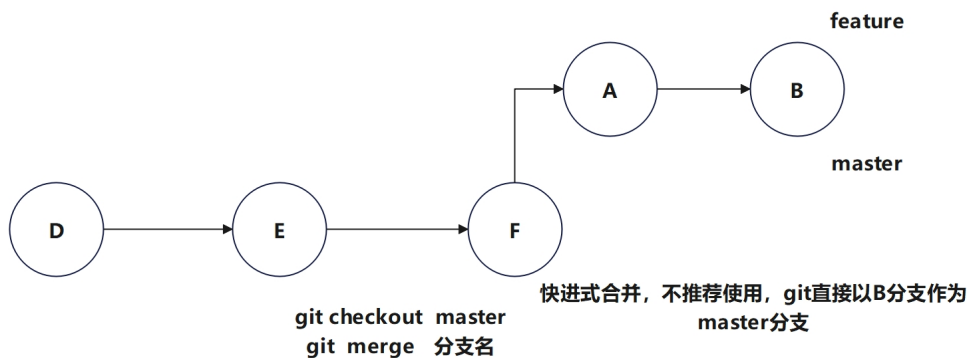 feature
A
B
master
D
E
F
快进式合并，不推荐使用，git直接以B分支作为
master分支
git checkout master
git merge 分支名